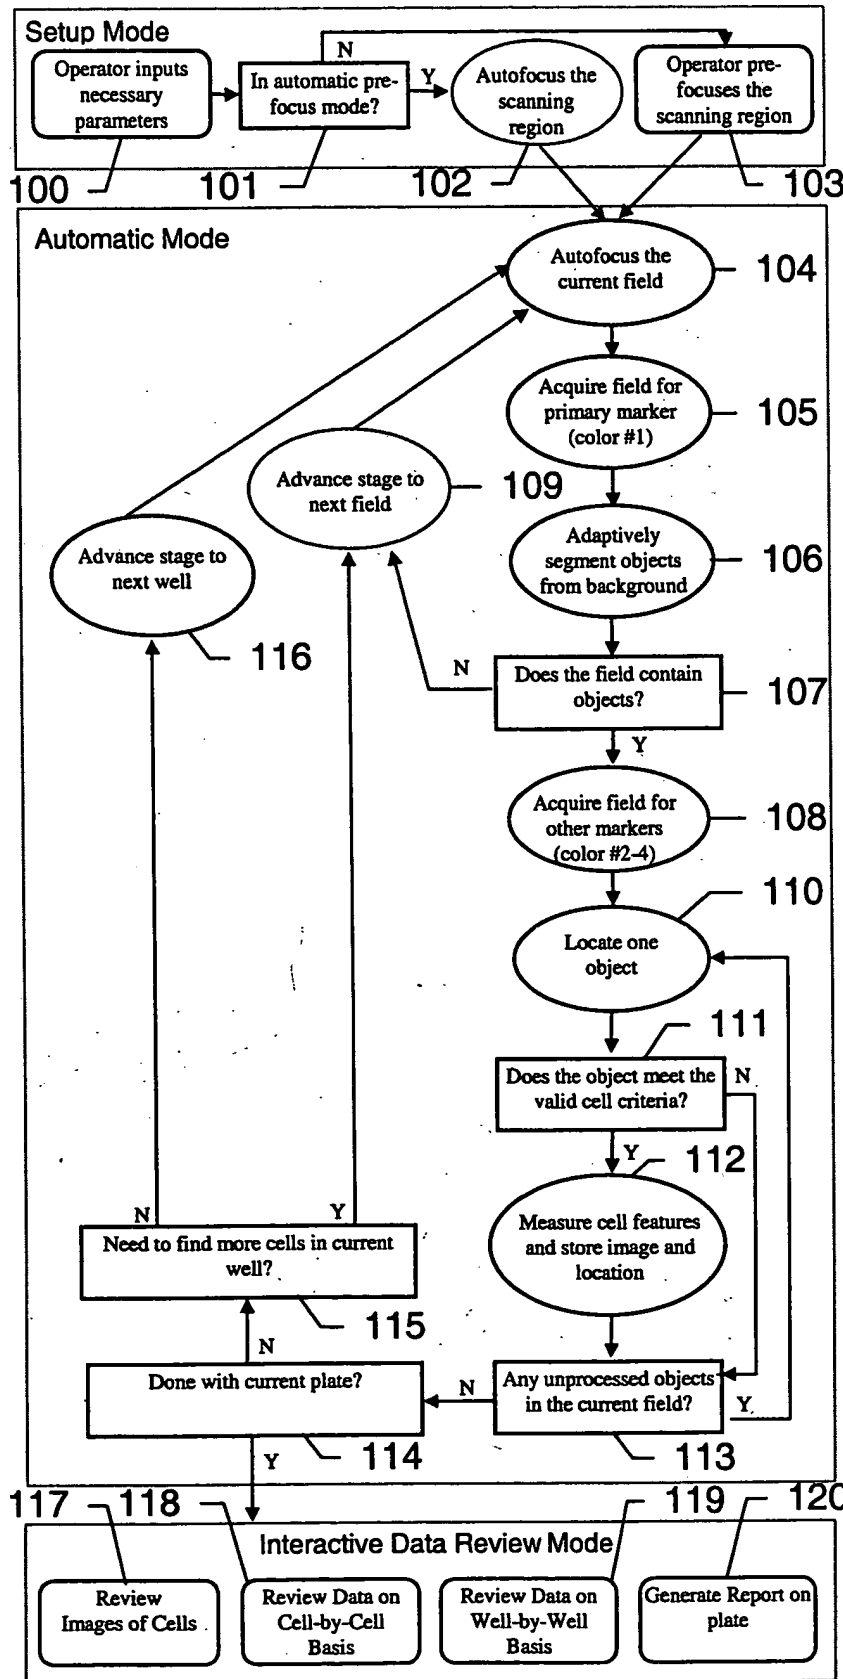 Setup Mode
Operator inputs
necessary
parameters
In automatic pre-
focus mode?
N
Y
Autofocus the
scanning
region
Operator pre-
focuses the
scanning region
100
101
102
103
Automatic Mode
Autofocus the
current field
104
Acquire field for
primary marker
(color #1)
105
Advance stage to
next field
109
Adaptively
segment objects
from background
106
Advance stage to
next well
116
Does the field contain
objects?
107
N
Y
Acquire field for
other markers
(color #2-4)
108
110
Locate one
object
111
Does the object meet the
valid cell criteria?
N
Y
112
Measure cell features
and store image and
location
N
Y
Need to find more cells in current
well?
115
N
Done with current plate?
114
Y
N
Any unprocessed objects
in the current field?
Y
113
117
118
119
120
Interactive Data Review Mode
Review
Images of Cells
Review Data on
Cell-by-Cell
Basis
Review Data on
Well-by-Well
Basis
Generate Report on
plate